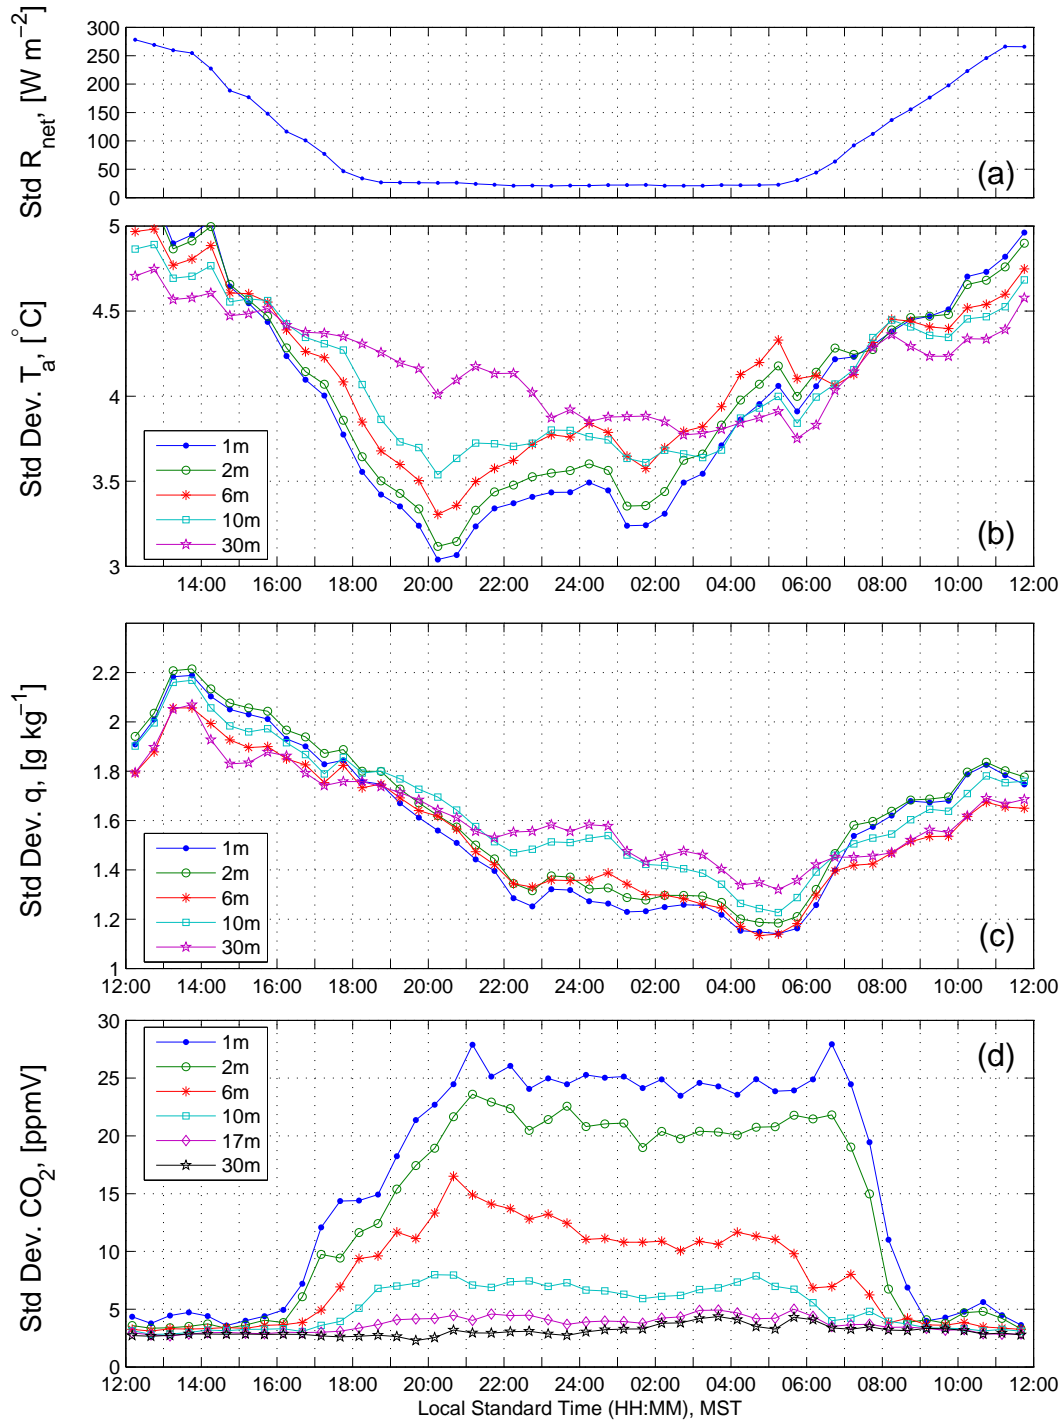 Std R_net, [W m^−2]
300
250
200
150
100
50
0
(a)
Std Dev. T_a, [°C]
5
4.5
4
3.5
3
1m
2m
6m
10m
30m
(b)
14:00 16:00 18:00 20:00 22:00 24:00 02:00 04:00 06:00 08:00 10:00 12:00
Std Dev. q, [g kg^−1]
2.2
2
1.8
1.6
1.4
1.2
1
1m
2m
6m
10m
30m
(c)
12:00 14:00 16:00 18:00 20:00 22:00 24:00 02:00 04:00 06:00 08:00 10:00 12:00
Std Dev. CO_2, [ppmV]
30
25
20
15
10
5
0
1m
2m
6m
10m
17m
30m
(d)
12:00 14:00 16:00 18:00 20:00 22:00 24:00 02:00 04:00 06:00 08:00 10:00 12:00
Local Standard Time (HH:MM), MST